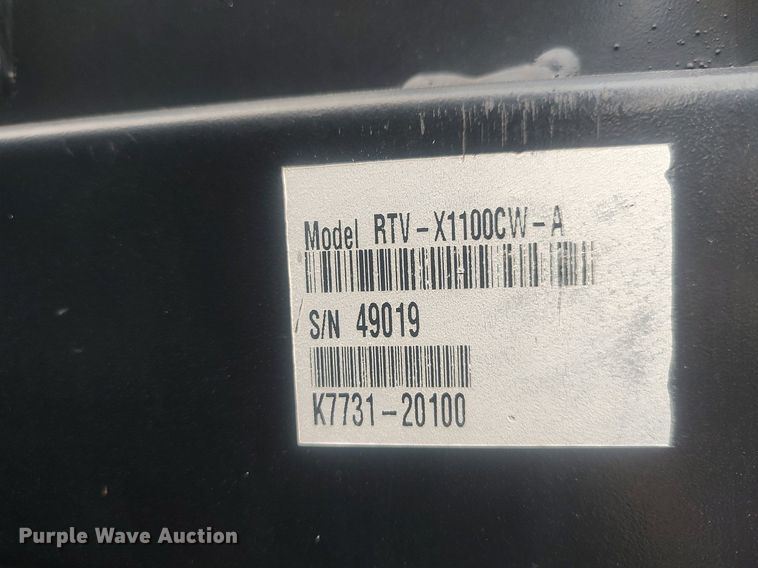 Model RTV-X1100CW-A
S/N 49019
K7731-20100
Purple Wave Auction